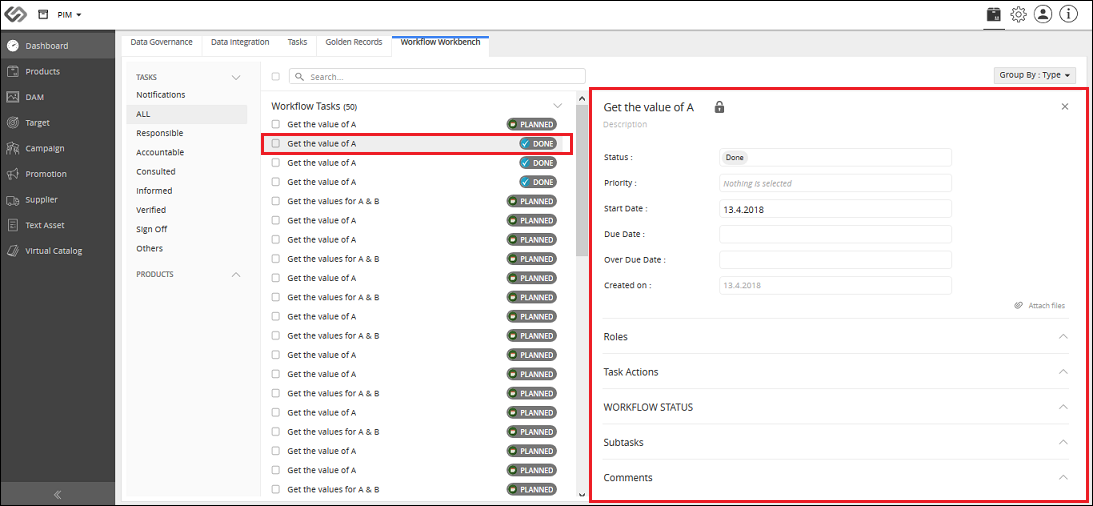 PIM
Dashboard
Products
DAM
Target
Campaign
Promotion
Supplier
Text Asset
Virtual Catalog
Data Governance
Data Integration
Tasks
Golden Records
Workflow Workbench
TASKS
Notifications
ALL
Responsible
Accountable
Consulted
Informed
Verified
Sign Off
Others
PRODUCTS
Search...
Group By : Type
Workflow Tasks (50)
Get the value of A PLANNED
Get the value of A DONE
Get the value of A DONE
Get the value of A DONE
Get the values for A & B PLANNED
Get the value of A PLANNED
Get the value of A PLANNED
Get the values for A & B PLANNED
Get the value of A PLANNED
Get the values for A & B PLANNED
Get the value of A PLANNED
Get the values for A & B PLANNED
Get the value of A PLANNED
Get the values for A & B PLANNED
Get the value of A PLANNED
Get the values for A & B PLANNED
Get the value of A PLANNED
Get the value of A PLANNED
Get the values for A & B PLANNED
Get the value of A
Description
Status : Done
Priority : Nothing is selected
Start Date : 13.4.2018
Due Date :
Over Due Date :
Created on : 13.4.2018
Attach files
Roles
Task Actions
WORKFLOW STATUS
Subtasks
Comments